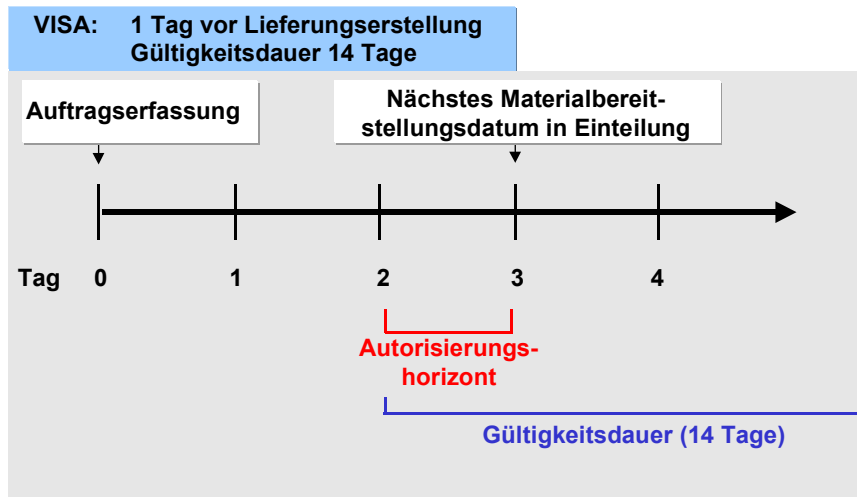 VISA: 1 Tag vor Lieferungserstellung
Gültigkeitsdauer 14 Tage
Auftragserfassung
Nächstes Materialbereit-
stellungsdatum in Einteilung
Tag 0 1 2 3 4
Autorisierungs-
horizont
Gültigkeitsdauer (14 Tage)